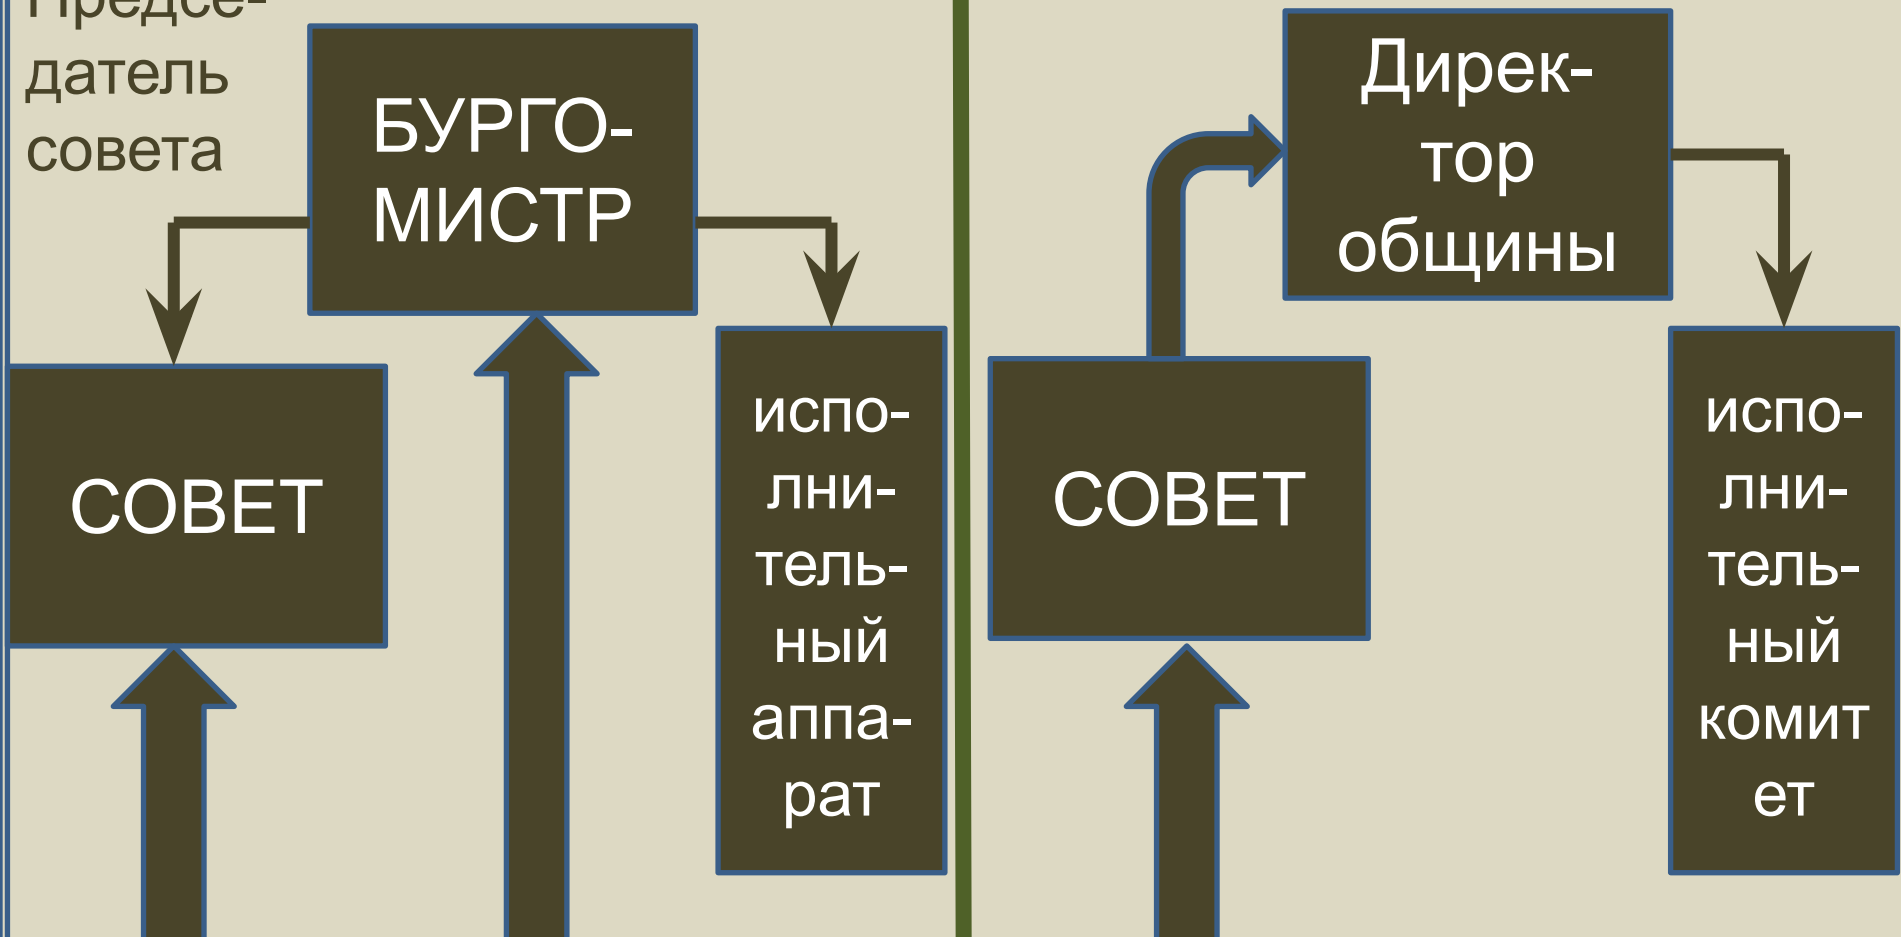 Предсе-
датель
совета
БУРГО-
МИСТР
СОВЕТ
испо-
лни-
тель-
ный
аппа-
рат
Дирек-
тор
общины
СОВЕТ
испо-
лни-
тель-
ный
комит
ет